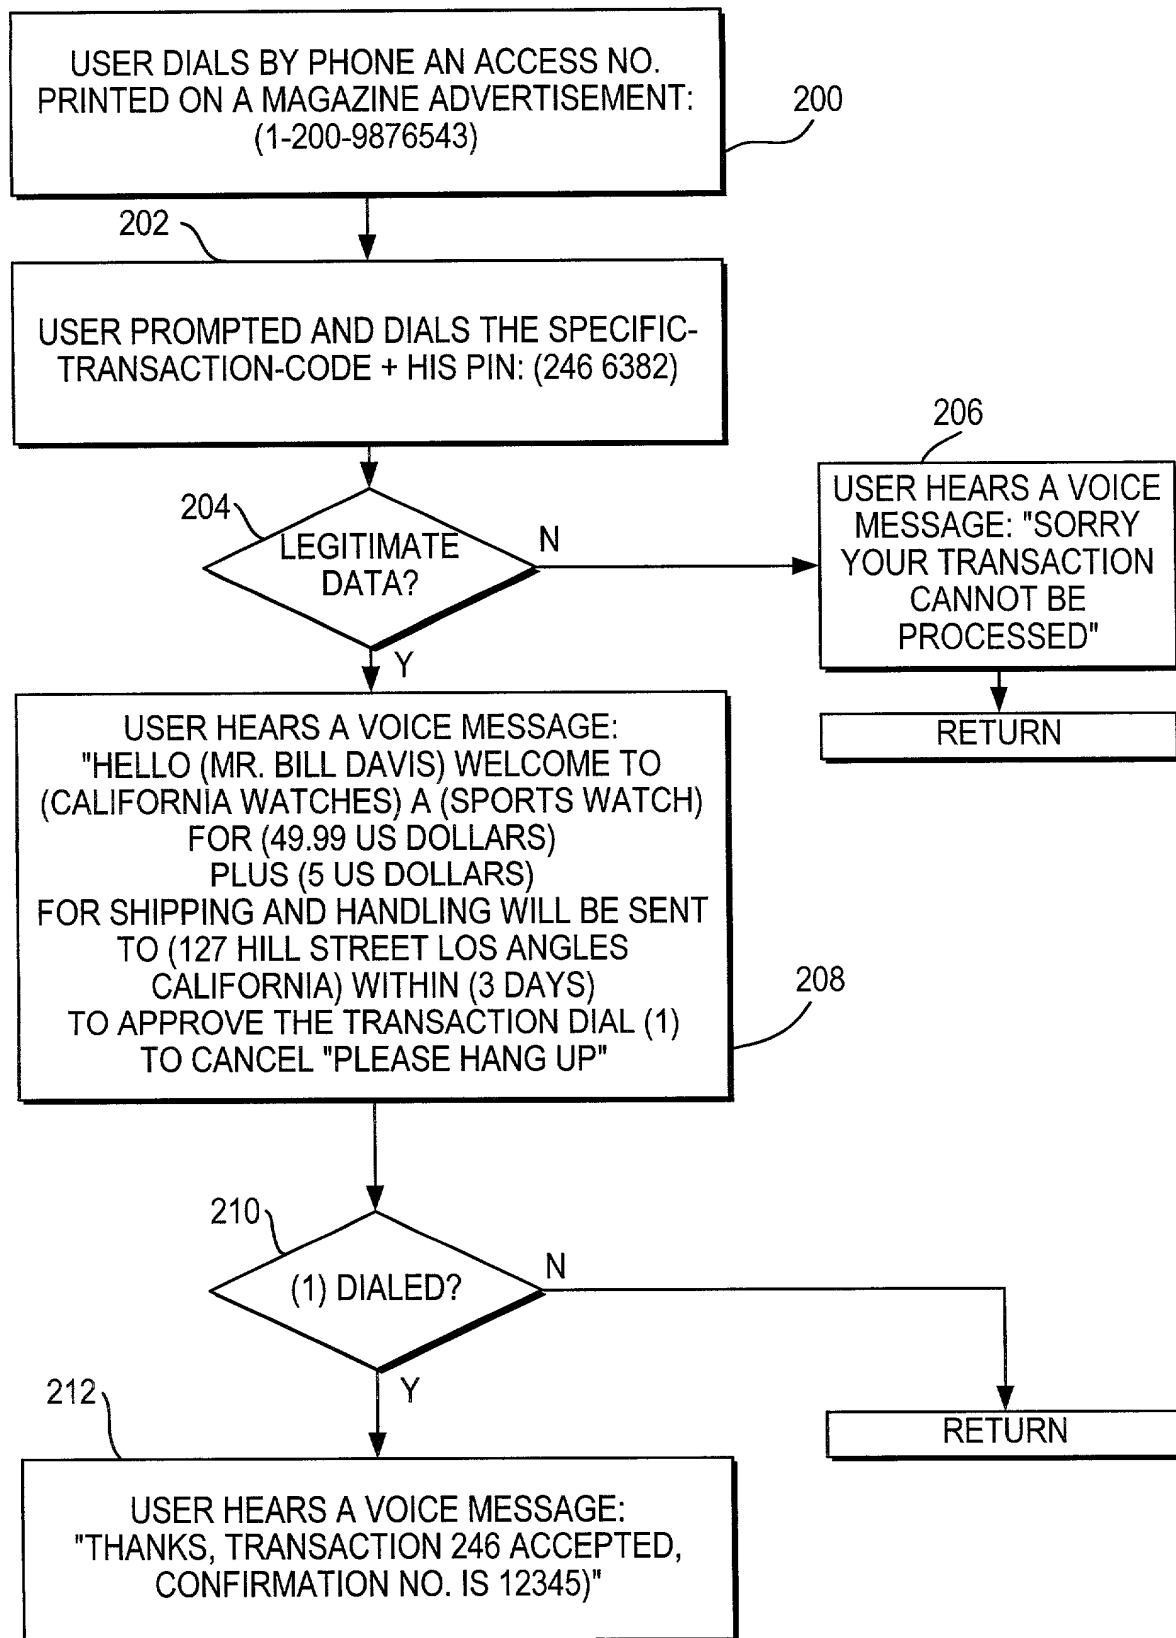 USER DIALS BY PHONE AN ACCESS NO.
PRINTED ON A MAGAZINE ADVERTISEMENT:
(1-200-9876543)
200
202
USER PROMPTED AND DIALS THE SPECIFIC-
TRANSACTION-CODE + HIS PIN: (246 6382)
204
LEGITIMATE
DATA?
N
206
USER HEARS A VOICE
MESSAGE: "SORRY
YOUR TRANSACTION
CANNOT BE
PROCESSED"
RETURN
Y
USER HEARS A VOICE MESSAGE:
"HELLO (MR. BILL DAVIS) WELCOME TO
(CALIFORNIA WATCHES) A (SPORTS WATCH)
FOR (49.99 US DOLLARS)
PLUS (5 US DOLLARS)
FOR SHIPPING AND HANDLING WILL BE SENT
TO (127 HILL STREET LOS ANGLES
CALIFORNIA) WITHIN (3 DAYS)
TO APPROVE THE TRANSACTION DIAL (1)
TO CANCEL "PLEASE HANG UP"
208
210
(1) DIALED?
N
RETURN
Y
212
USER HEARS A VOICE MESSAGE:
"THANKS, TRANSACTION 246 ACCEPTED,
CONFIRMATION NO. IS 12345)"